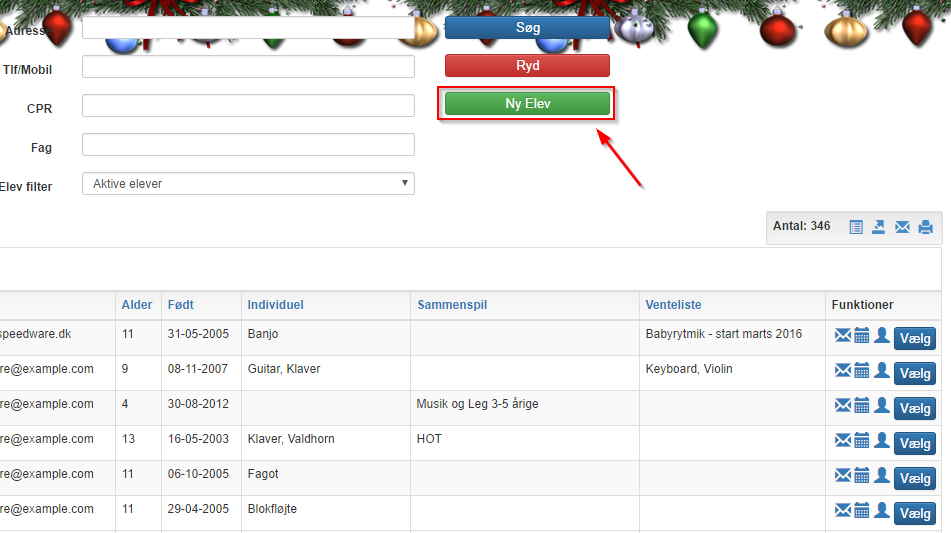 Adresse Søg
Tlf/Mobil Ryd
CPR Ny Elev
Fag
Elev filter Aktive elever
Antal: 346
Alder Født Individuel Sammenspil Venteliste Funktioner
speedware.dk 11 31-05-2005 Banjo Babyrytmik - start marts 2016 Vælg
re@example.com 9 08-11-2007 Guitar, Klaver Keyboard, Violin Vælg
re@example.com 4 30-08-2012 Musik og Leg 3-5 årige Vælg
re@example.com 13 16-05-2003 Klaver, Valdhorn HOT Vælg
re@example.com 11 06-10-2005 Fagot Vælg
re@example.com 11 29-04-2005 Blokfløjte Vælg